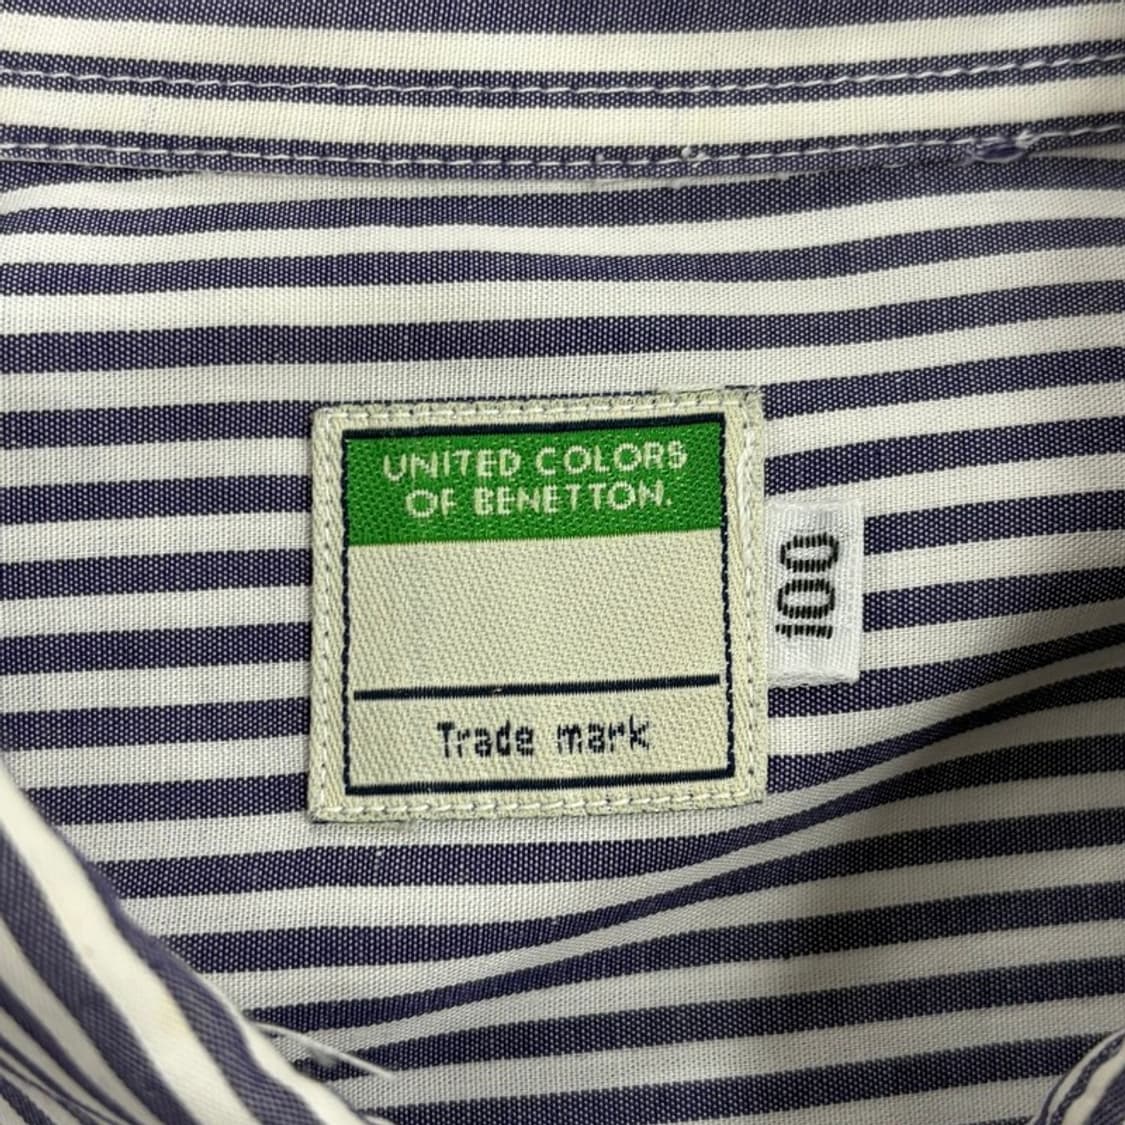 UNITED COLORS
OF BENETTON.
Trade mark
100